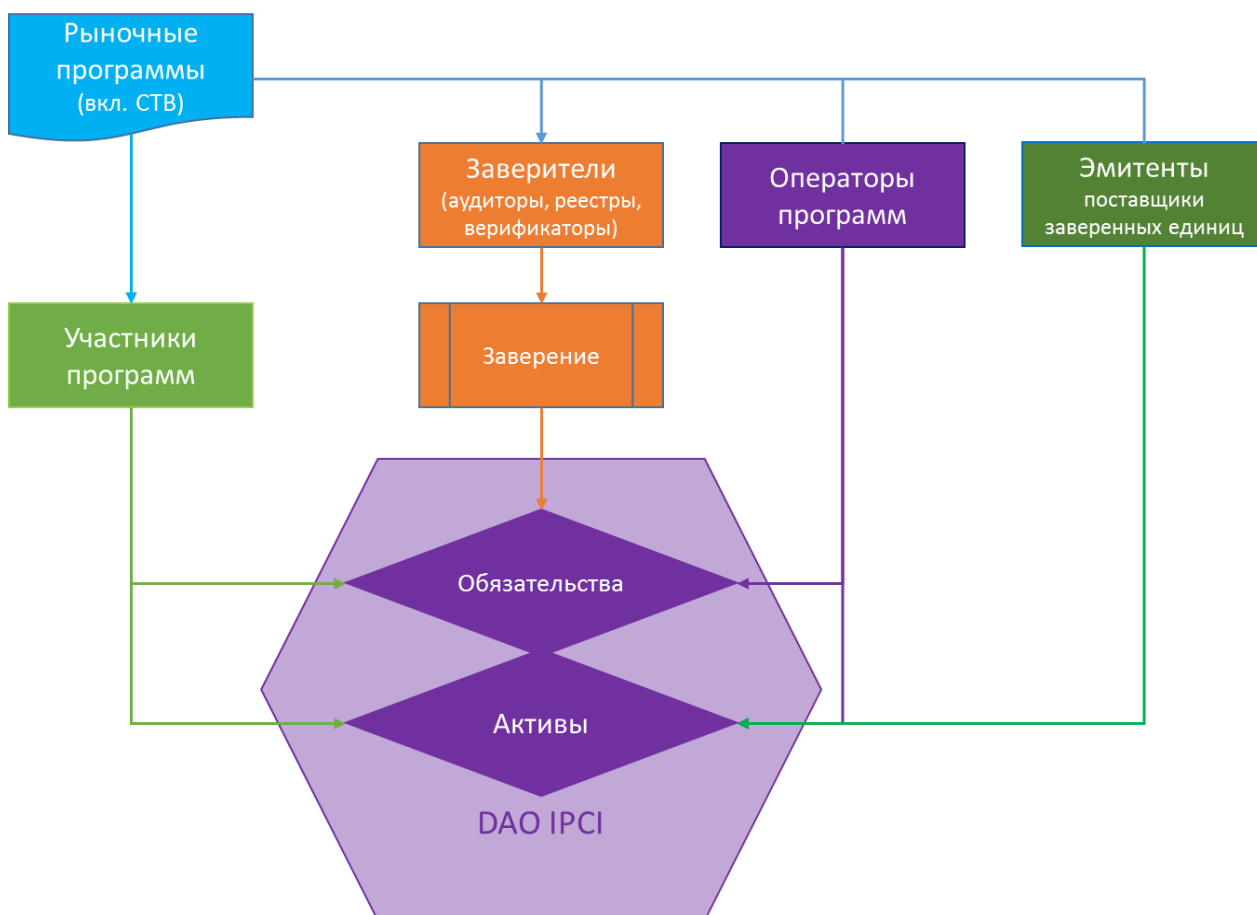 Рыночные
программы
(вкл. СТВ)
Заверители
(аудиторы, реестры,
верификаторы)
Операторы
программ
Эмитенты
поставщики
заверенных единиц
Участники
программ
Заверение
Обязательства
Активы
DAO IPCI